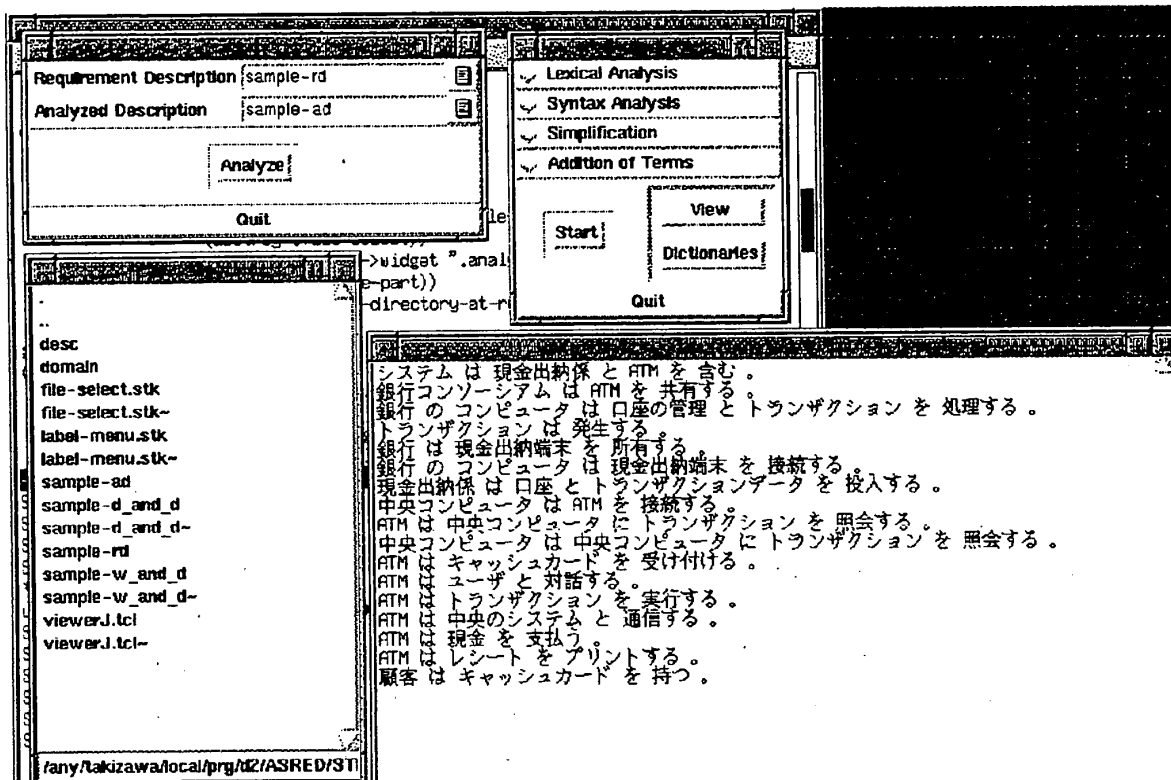 Requirement Description sample-rd
Analyzed Description sample-ad
Analyze
Quit
Lexical Analysis
Syntax Analysis
Simplification
Addition of Terms
Start
View
Dictionaries
Quit
le
->widget ".anal
e-part))
-directory-at-r
.
..
desc
domain
file-select.stk
file-select.stk~
label-menu.stk
label-menu.stk~
sample-ad
sample-d_and_d
sample-d_and_d~
sample-rd
sample-w_and_d
sample-w_and_d~
viewer.l.tcl
viewer.l.tcl~
/any/takizawa/local/prg/d2/ASRED/STI
システム は 現金出納係 と ATM を 含む 。
銀行コンソーシアム は ATM を 共有する 。
銀行 の コンピュータ は 口座の管理 と トランザクション を 処理する 。
トランザクション は 発生する 。
銀行 は 現金出納端末 を 所有する 。
銀行 の コンピュータ は 現金出納端末 を 接続する 。
現金出納係 は 口座 と トランザクションデータ を 投入する 。
中央コンピュータ は ATM を 接続する 。
ATM は 中央コンピュータ に トランザクション を 照会する 。
中央コンピュータ は 中央コンピュータ に トランザクション を 照会する 。
ATM は キャッシュカード を 受け付ける 。
ATM は ユーザ と 対話する 。
ATM は トランザクション を 実行する 。
ATM は 中央のシステム と 通信する 。
ATM は 現金 を 支払う 。
ATM は レシート を プリントする 。
顧客 は キャッシュカード を 持つ 。